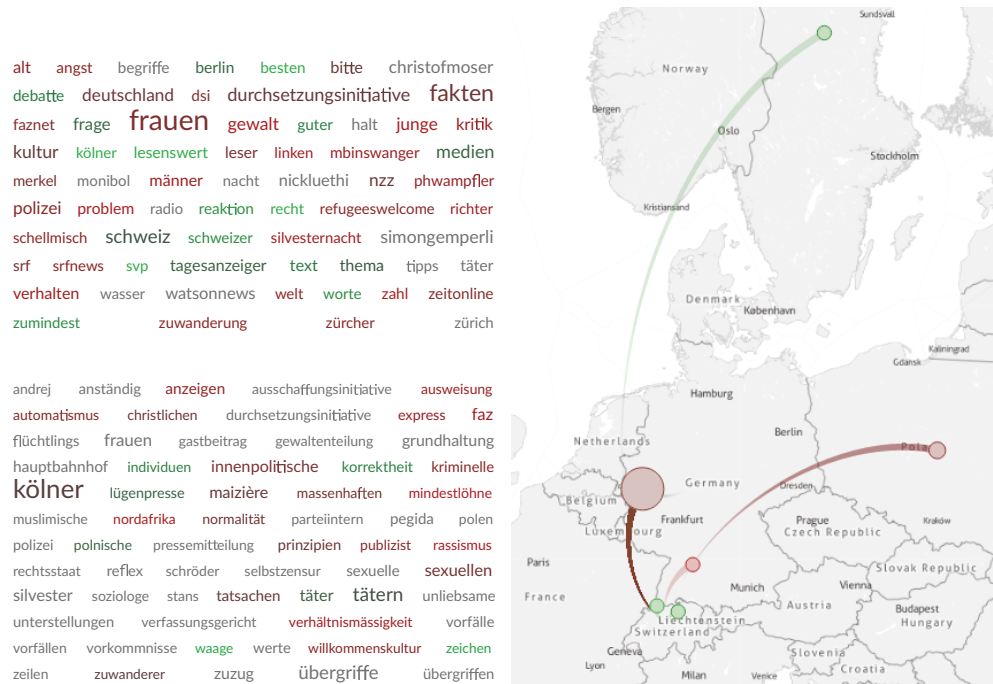 alt angst begriffe berlin besten bitte christofmoser
debatte deutschland dsi durchsetzungsinitiative fakten
faznet frage frauen gewalt guter halt junge kritik
kultur kölner lesenswert leser linken mbinswanger medien
merkel monibol männer nacht nickluethi nzz phwampfler
polizei problem radio reaktion recht refugeeswelcome richter
schellmisch schweiz schweizer silvesternacht simongemperli
srf srfnews svp tagesanzeiger text thema tipps täter
verhalten wasser watsonnews welt worte zahl zeitonline
zumindest zuwanderung zürcher zürich
andrej anständig anzeigen ausschaffungsinitiative ausweisung
automatismus christlichen durchsetzungsinitiative express faz
flüchtlings frauen gastbeitrag gewaltenteilung grundhaltung
hauptbahnhof individuen innenpolitische korrektheit kriminelle
kölner lügenpresse maizière massenhaften mindestlöhne
muslimische nordafrika normalität parteiintern pegida polen
polizei polnische pressemitteilung prinzipien publizist rassismus
rechtsstaat reflex schröder selbstzensur sexuelle sexuellen
silvester soziologe stans tatsachen täter tätern unliebsame
unterstellungen verfassungsgericht verhältnismässigkeit vorfälle
vorfällen vorkommnisse waage werte willkommenskultur zeichen
zeilen zuwanderer zuzug übergriffe übergriffen
Sundsvall
Norway
Bergen
Oslo
Stockholm
Kristiansand
Denmark
København
Kaliningrad
Gdansk
Hamburg
Berlin
Netherlands
Pola
Germany
Dresden
Belgium
Frankfurt
Prague
Kraków
Luxembourg
Czech Republic
Paris
Slovak Republic
Munich
Vienna
France
Austria
Budapest
Liechtenstein
Hungary
Switzerland
Geneva
Slovenia
Lyon
Croatia
Milan
Venice